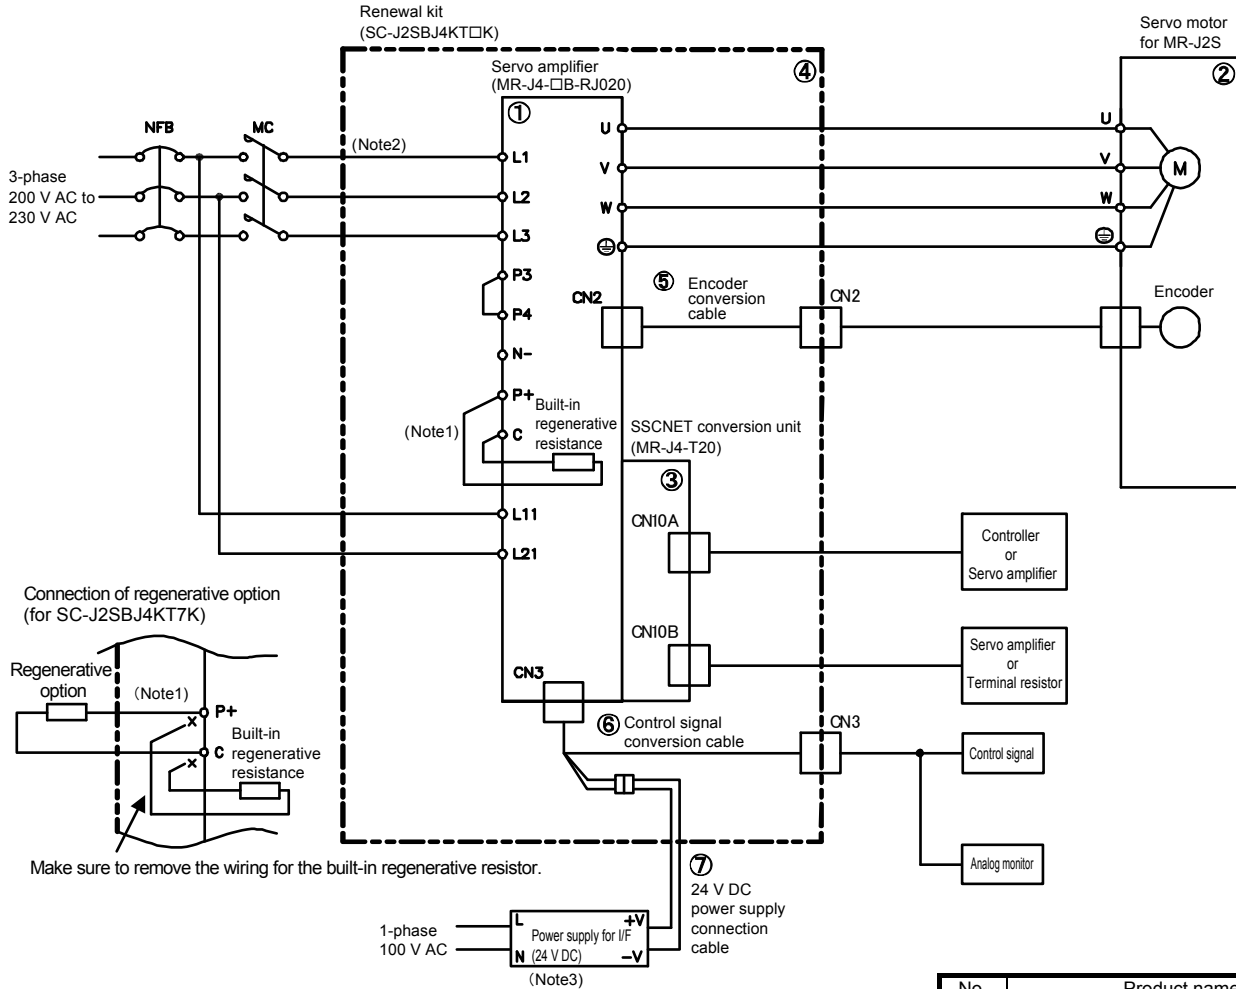 Renewal kit
(SC-J2SBJ4KT□K)
Servo motor
for MR-J2S
②
④
Servo amplifier
(MR-J4-□B-RJ020)
①
NFB
MC
(Note2)
3-phase
200 V AC to
230 V AC
L1
L2
L3
P3
P4
N-
P+
C
L11
L21
U
V
W
U
V
W
M
CN2
⑤
Encoder
conversion
cable
CN2
Encoder
(Note1)
Built-in
regenerative
resistance
SSCNET conversion unit
(MR-J4-T20)
③
CN10A
Controller
or
Servo amplifier
CN10B
Servo amplifier
or
Terminal resistor
CN3
⑥
Control signal
conversion cable
CN3
Control signal
Analog monitor
Connection of regenerative option
(for SC-J2SBJ4KT7K)
Regenerative
option
(Note1)
P+
C
Built-in
regenerative
resistance
Make sure to remove the wiring for the built-in regenerative resistor.
⑦
24 V DC
power supply
connection
cable
1-phase
100 V AC
L
N
Power supply for I/F
(24 V DC)
+V
-V
(Note3)
No.
Product name